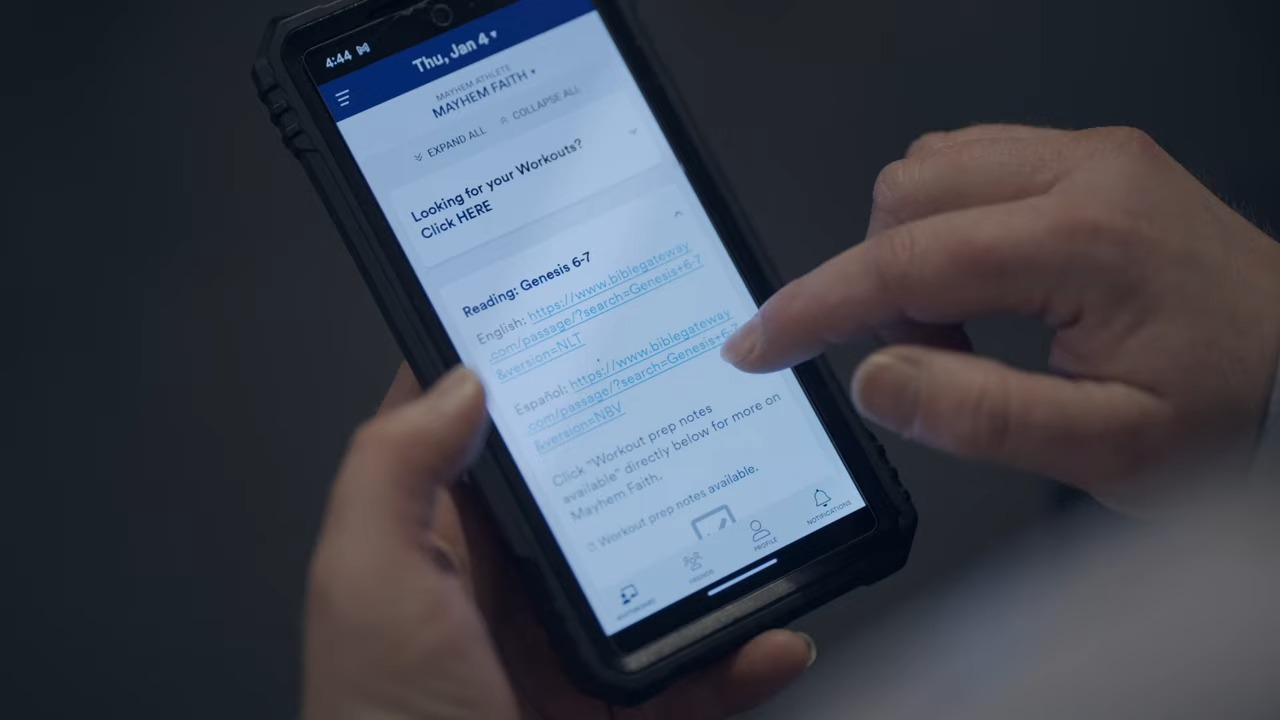 4:44
Thu, Jan 4
MAYHEM ATHLETE
MAYHEM FAITH
EXPAND ALL COLLAPSE ALL
Looking for your Workouts?
Click HERE
Reading: Genesis 6-7
English: https://www.biblegateway
.com/passage/?search=Genesis+6-7
&version=NLT
Español: https://www.biblegateway
.com/passage/?search=Genesis+6-7
&version=NBV
Click "Workout prep notes
available" directly below for more on
Mayhem Faith.
Workout prep notes available.
FRIENDS PROFILE NOTIFICATIONS